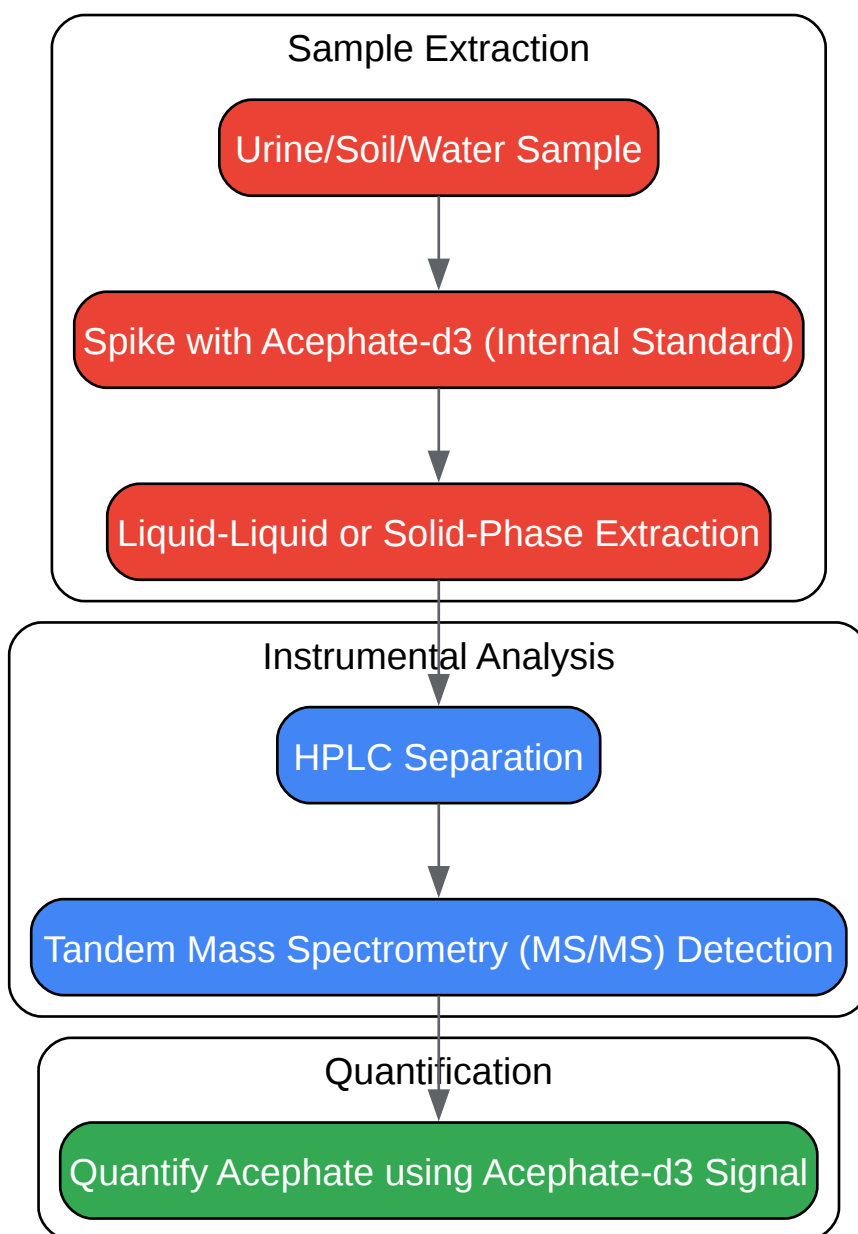 Sample Extraction
Urine/Soil/Water Sample
Spike with Acephate-d3 (Internal Standard)
Liquid-Liquid or Solid-Phase Extraction
Instrumental Analysis
HPLC Separation
Tandem Mass Spectrometry (MS/MS) Detection
Quantification
Quantify Acephate using Acephate-d3 Signal